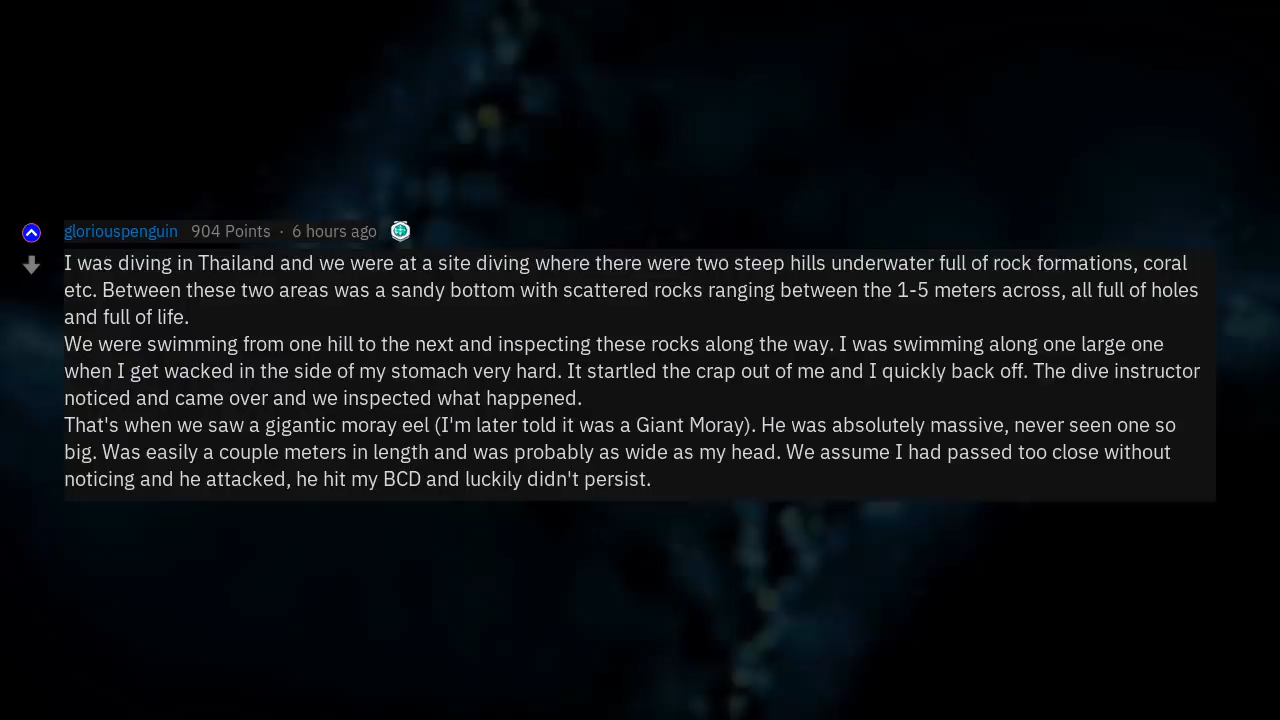 gloriouspenguin 904 Points · 6 hours ago
I was diving in Thailand and we were at a site diving where there were two steep hills underwater full of rock formations, coral
etc. Between these two areas was a sandy bottom with scattered rocks ranging between the 1-5 meters across, all full of holes
and full of life.
We were swimming from one hill to the next and inspecting these rocks along the way. I was swimming along one large one
when I get wacked in the side of my stomach very hard. It startled the crap out of me and I quickly back off. The dive instructor
noticed and came over and we inspected what happened.
That's when we saw a gigantic moray eel (I'm later told it was a Giant Moray). He was absolutely massive, never seen one so
big. Was easily a couple meters in length and was probably as wide as my head. We assume I had passed too close without
noticing and he attacked, he hit my BCD and luckily didn't persist.